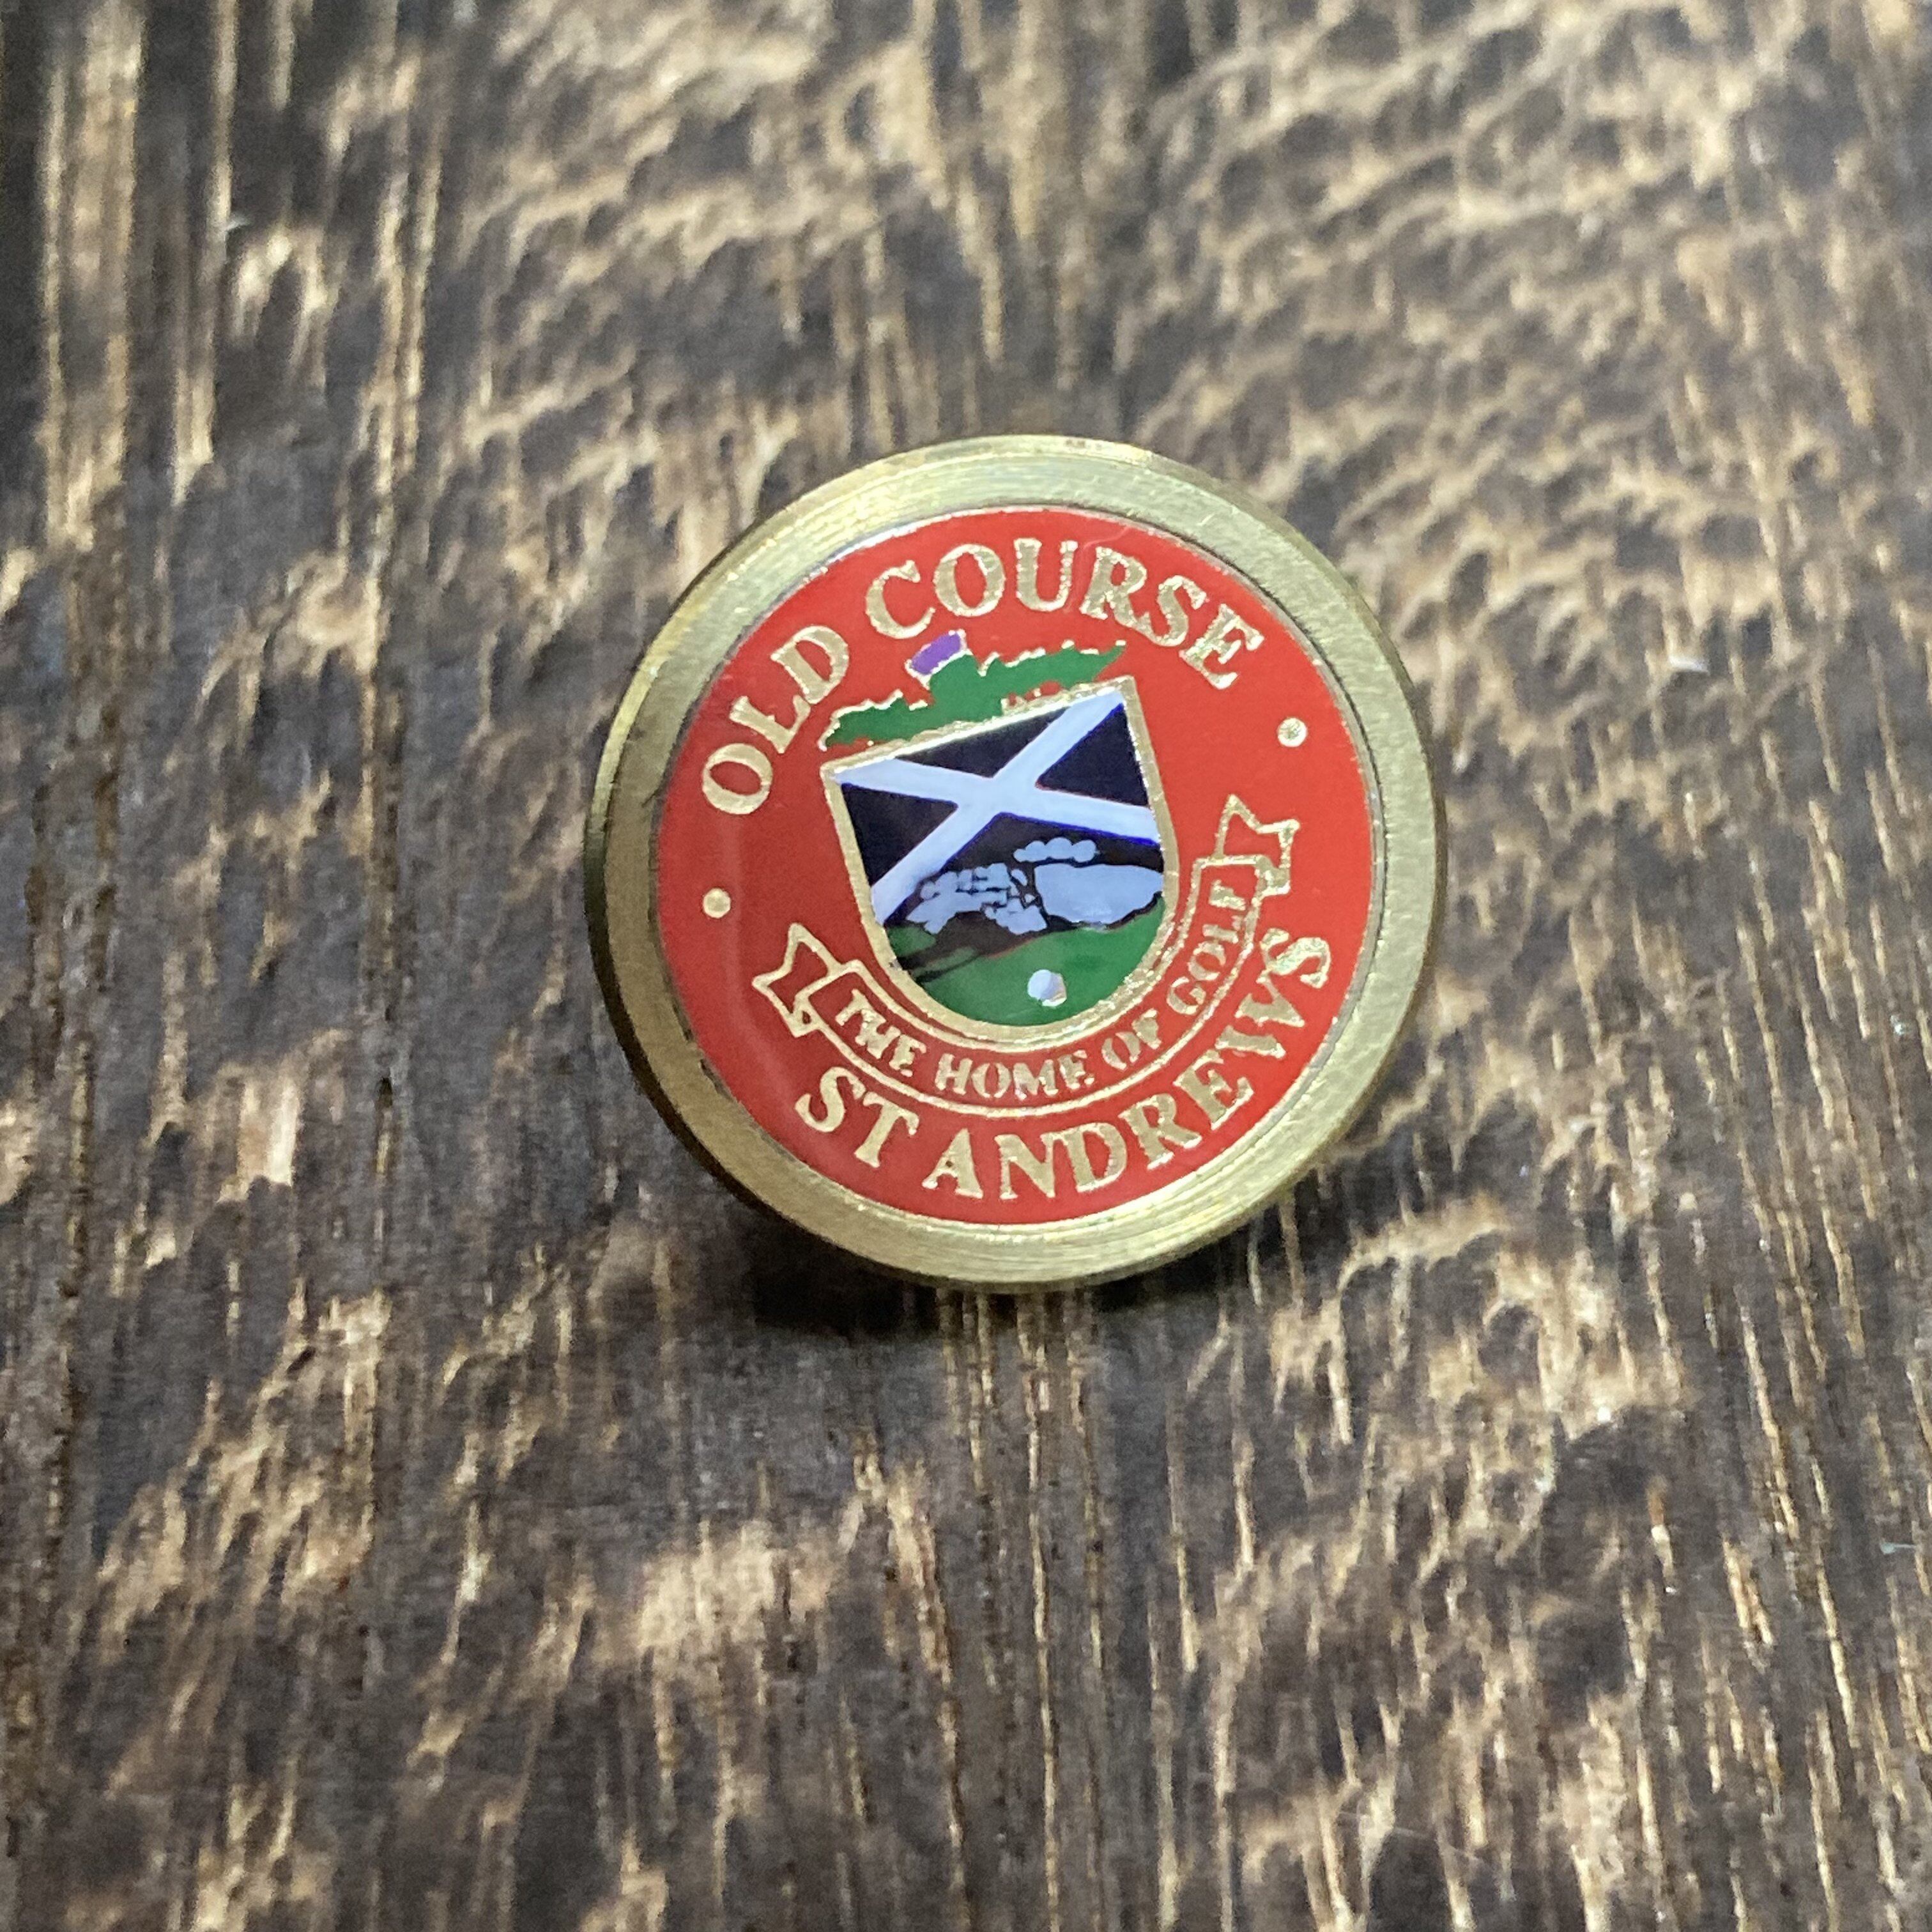 OLD COURSE
THE HOME OF GOLF
ST ANDREWS